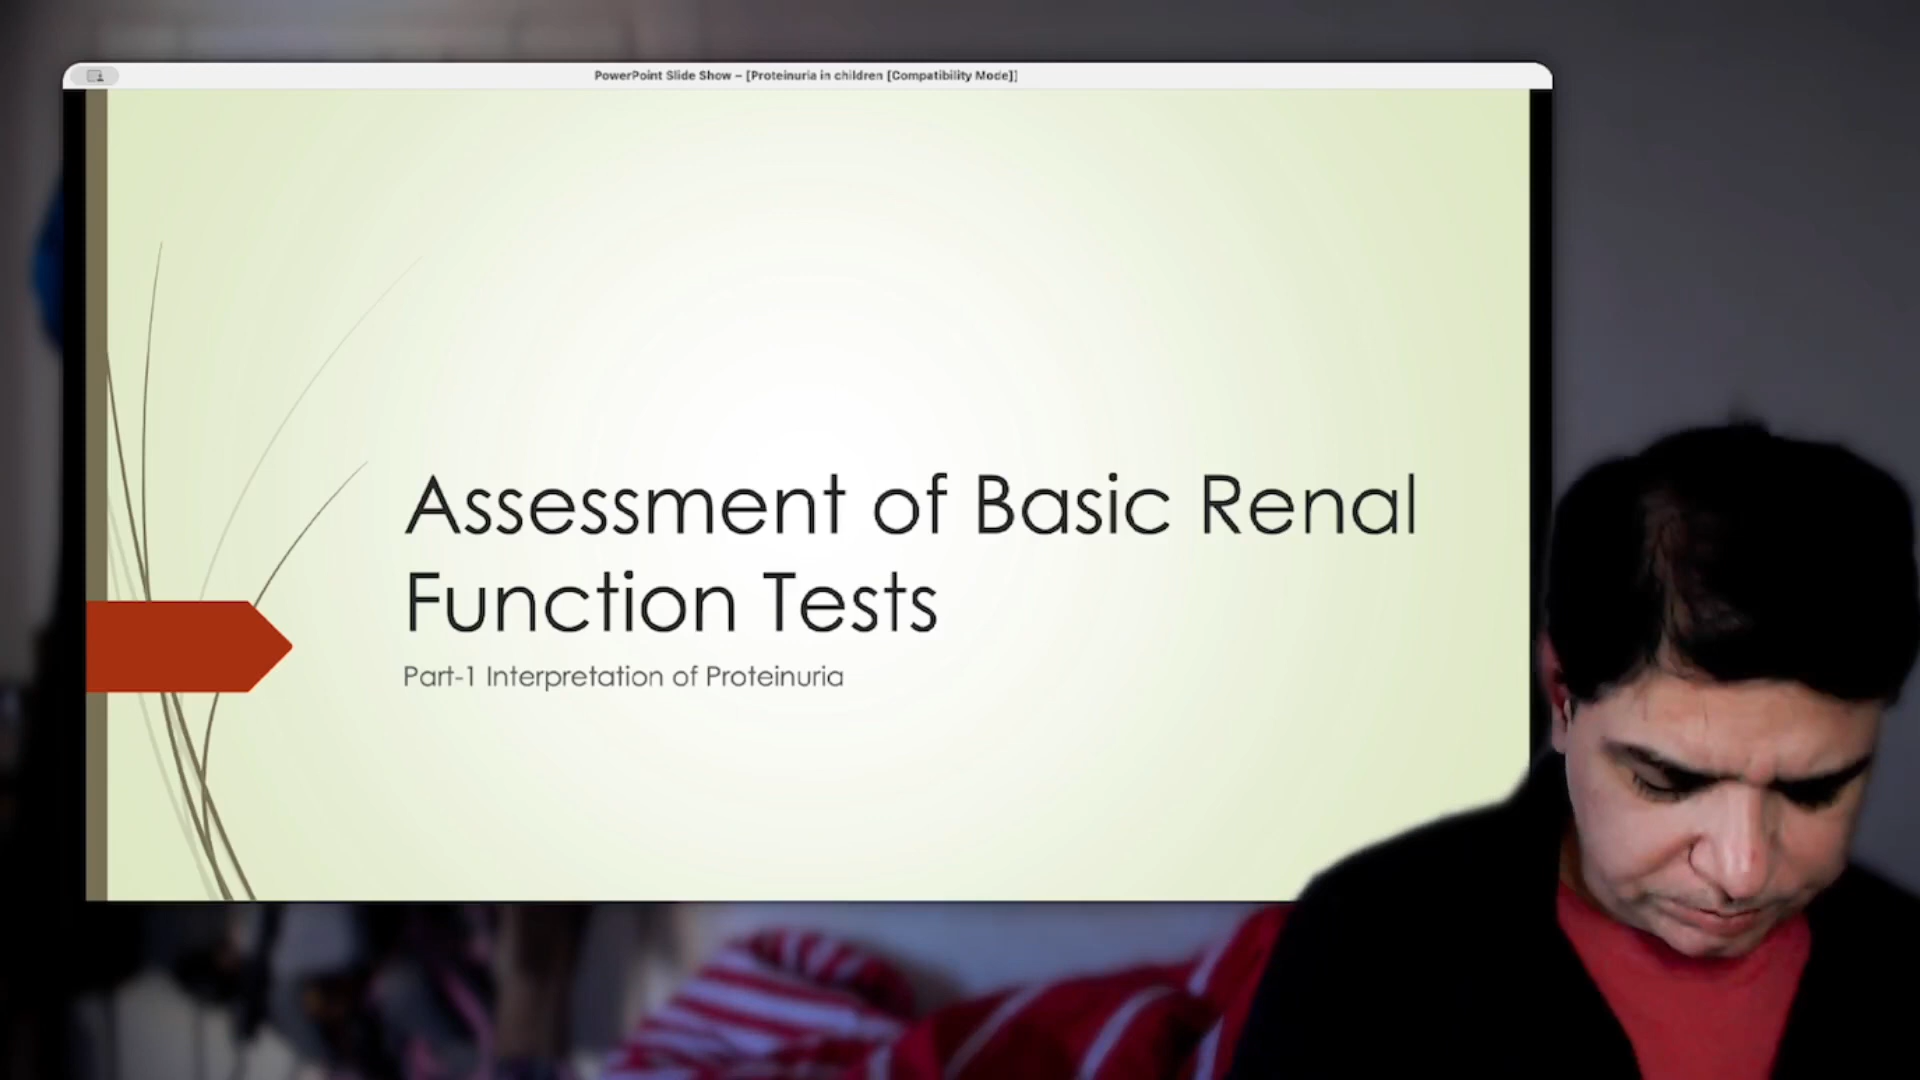 PowerPoint Slide Show – [Proteinuria in children [Compatibility Mode]]
Assessment of Basic Renal
Function Tests
Part-1 Interpretation of Proteinuria